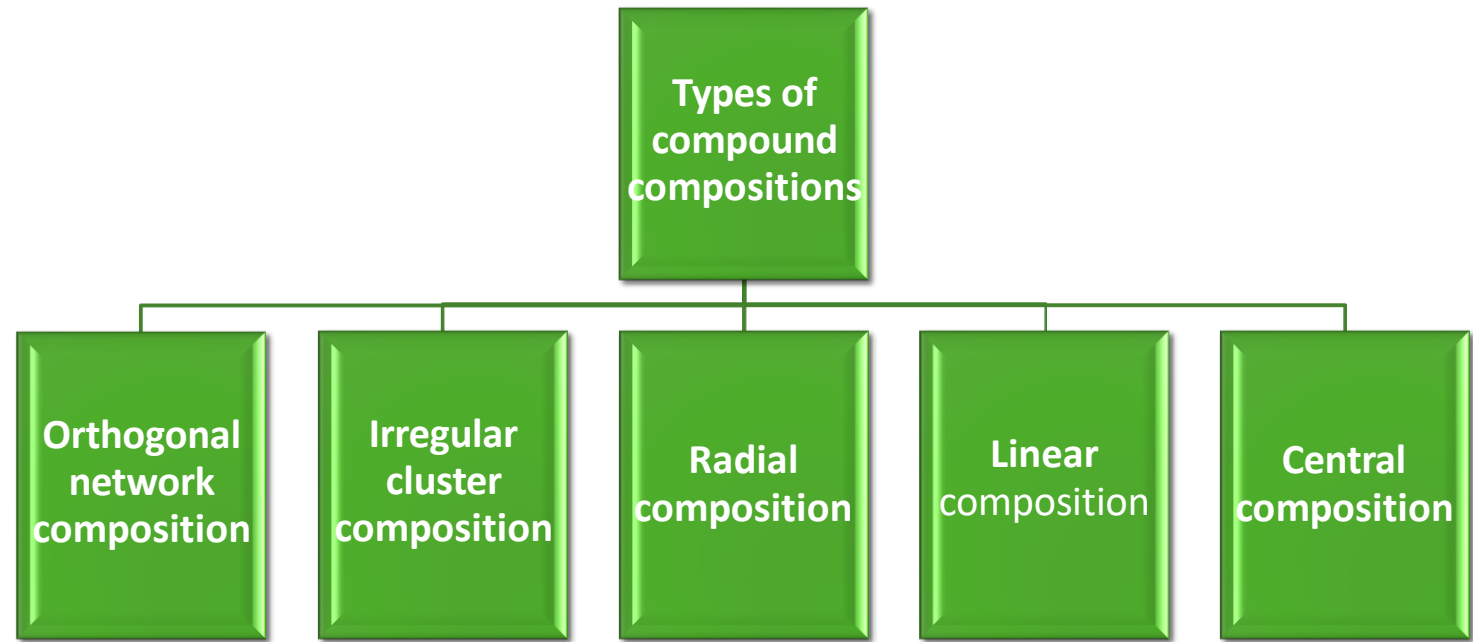 Types of
compound
compositions
Orthogonal
network
composition
Irregular
cluster
composition
Radial
composition
Linear
composition
Central
composition